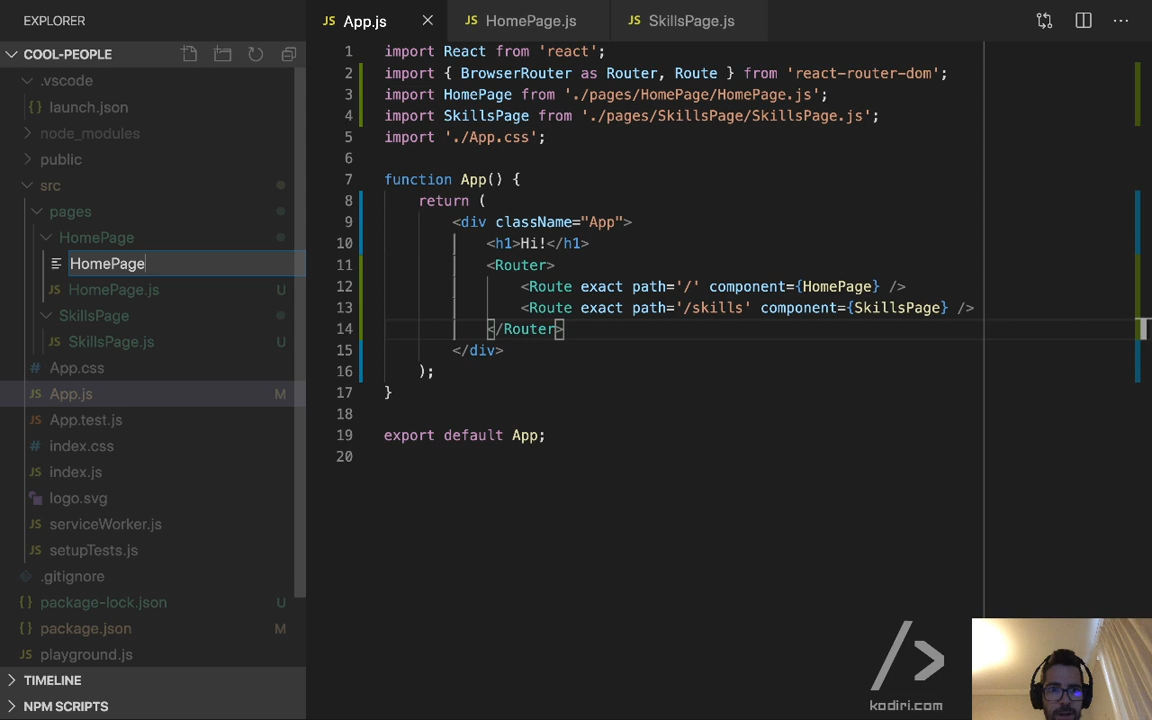 EXPLORER
COOL-PEOPLE
.vscode
{} launch.json
node_modules
public
src
pages
HomePage
HomePage
JS HomePage.js U
SkillsPage
JS SkillsPage.js U
# App.css
JS App.js M
JS App.test.js
# index.css
JS index.js
logo.svg
JS serviceWorker.js
JS setupTests.js
.gitignore
{} package-lock.json U
{} package.json M
JS playground.js
TIMELINE
NPM SCRIPTS
JS App.js
JS HomePage.js
JS SkillsPage.js
1 import React from 'react';
2 import { BrowserRouter as Router, Route } from 'react-router-dom';
3 import HomePage from './pages/HomePage/HomePage.js';
4 import SkillsPage from './pages/SkillsPage/SkillsPage.js';
5 import './App.css';
6
7 function App() {
8 return (
9 <div className="App">
10 <h1>Hi!</h1>
11 <Router>
12 <Route exact path='/' component={HomePage} />
13 <Route exact path='/skills' component={SkillsPage} />
14 </Router>
15 </div>
16 );
17 }
18
19 export default App;
20
kodiri.com